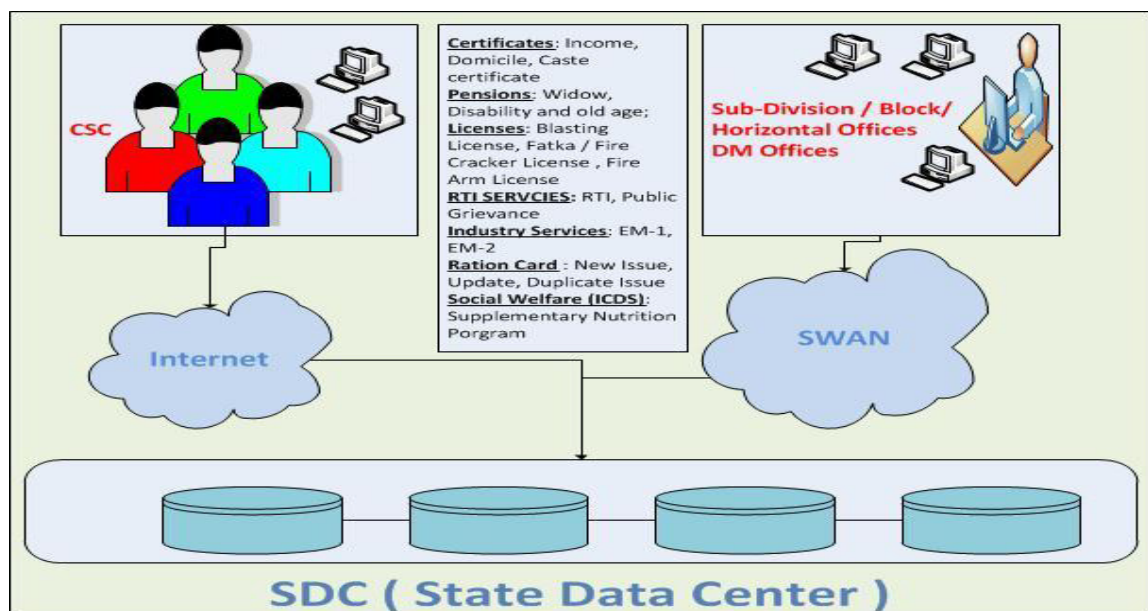 CSC
Certificates: Income,
Domicile, Caste
certificate
Pensions: Widow,
Disability and old age;
Licenses: Blasting
License, Fatka / Fire
Cracker License , Fire
Arm License
RTI SERVCIES: RTI, Public
Grievance
Industry Services: EM-1,
EM-2
Ration Card : New Issue,
Update, Duplicate Issue
Social Welfare (ICDS):
Supplementary Nutrition
Porgram
Sub-Division / Block/
Horizontal Offices
DM Offices
Internet
SWAN
SDC ( State Data Center )